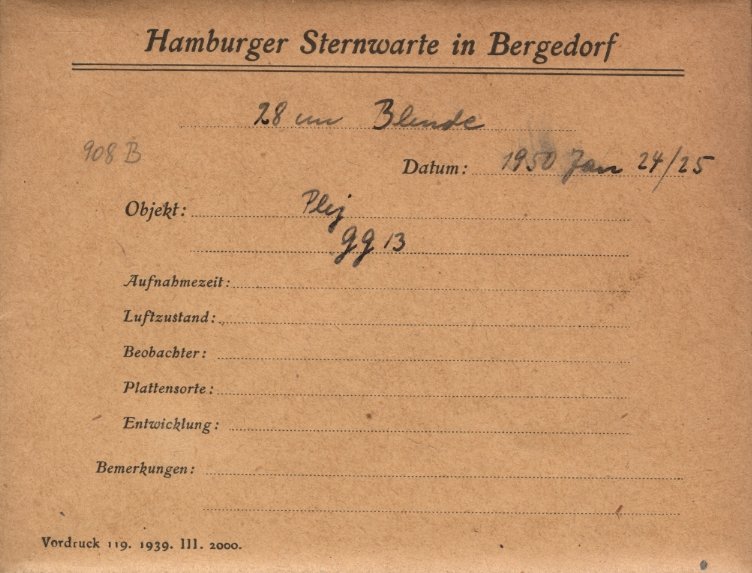 Hamburger Sternwarte in Bergedorf
28 cm Blende
908 B
Datum: 1950 Jan 24/25
Objekt: Plej
gg 13
Aufnahmezeit:
Luftzustand:
Beobachter:
Plattensorte:
Entwicklung:
Bemerkungen:
Vordruck 119. 1939. III. 2000.